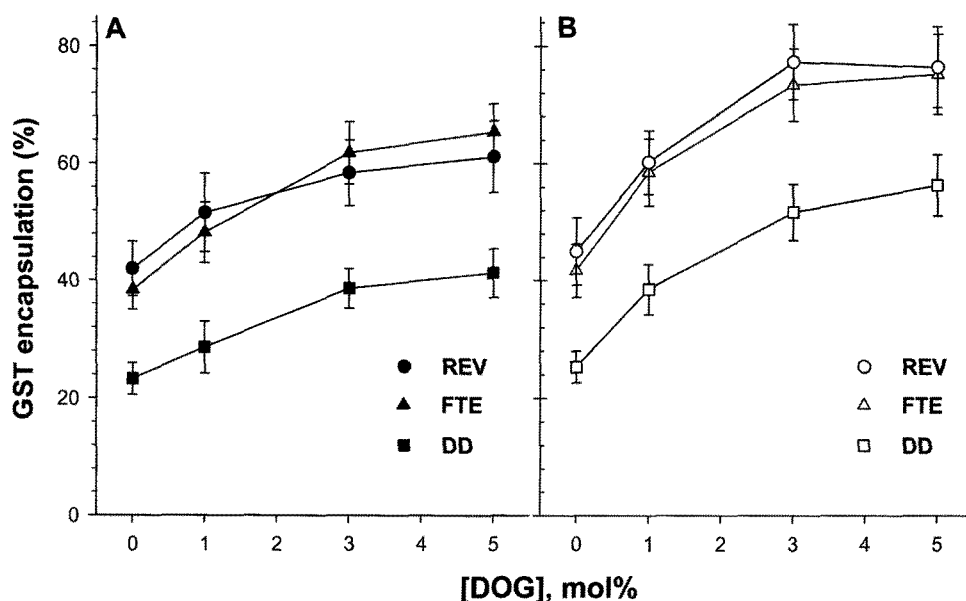 A
B
GST encapsulation (%)
80
60
40
20
0
REV
FTE
DD
REV
FTE
DD
0 1 2 3 4 5
0 1 2 3 4 5
[DOG], mol%